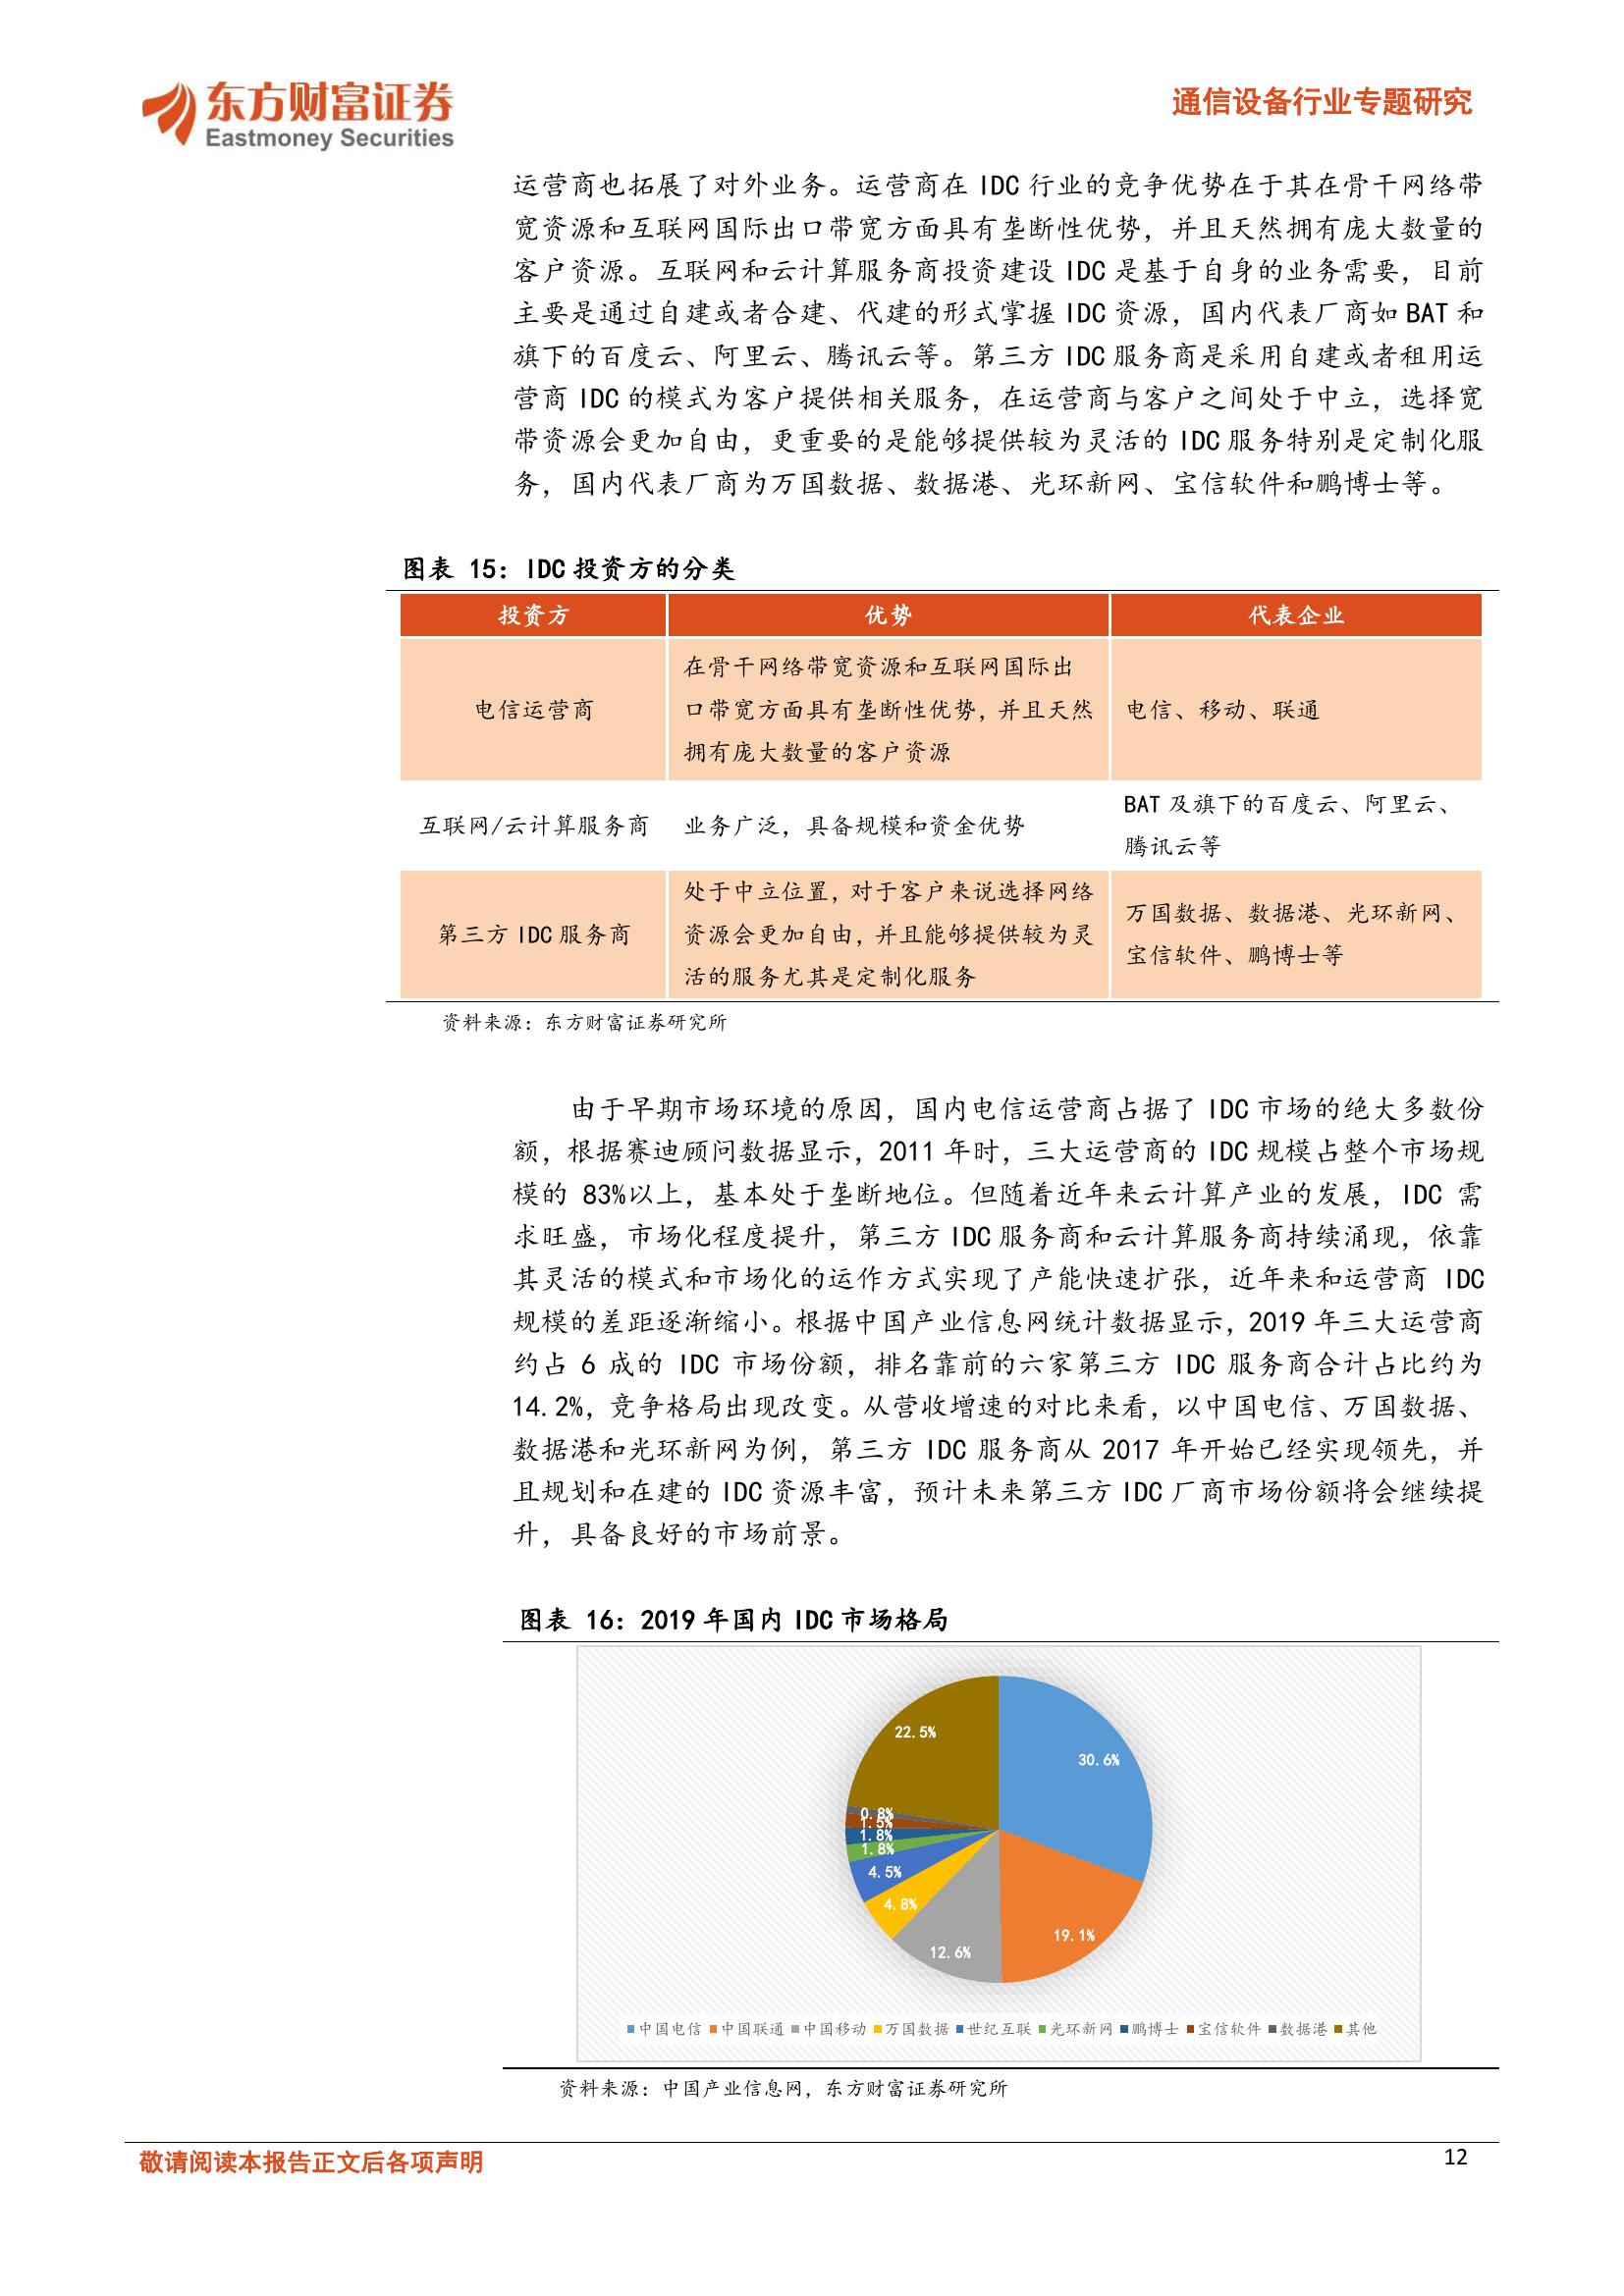 东方财富证券
Eastmoney Securities
通信设备行业专题研究
运营商也拓展了对外业务。运营商在 IDC 行业的竞争优势在于其在骨干网络带
宽资源和互联网国际出口带宽方面具有垄断性优势，并且天然拥有庞大数量的
客户资源。互联网和云计算服务商投资建设 IDC 是基于自身的业务需要，目前
主要是通过自建或者合建、代建的形式掌握 IDC 资源，国内代表厂商如 BAT 和
旗下的百度云、阿里云、腾讯云等。第三方 IDC 服务商是采用自建或者租用运
营商 IDC 的模式为客户提供相关服务，在运营商与客户之间处于中立，选择宽
带资源会更加自由，更重要的是能够提供较为灵活的 IDC 服务特别是定制化服
务，国内代表厂商为万国数据、数据港、光环新网、宝信软件和鹏博士等。
图表 15：IDC 投资方的分类
投资方 优势 代表企业
电信运营商
在骨干网络带宽资源和互联网国际出
口带宽方面具有垄断性优势，并且天然
拥有庞大数量的客户资源
电信、移动、联通
互联网/云计算服务商
业务广泛，具备规模和资金优势
BAT 及旗下的百度云、阿里云、
腾讯云等
第三方 IDC 服务商
处于中立位置，对于客户来说选择网络
资源会更加自由，并且能够提供较为灵
活的服务尤其是定制化服务
万国数据、数据港、光环新网、
宝信软件、鹏博士等
资料来源：东方财富证券研究所
由于早期市场环境的原因，国内电信运营商占据了 IDC 市场的绝大多数份
额，根据赛迪顾问数据显示，2011 年时，三大运营商的 IDC 规模占整个市场规
模的 83%以上，基本处于垄断地位。但随着近年来云计算产业的发展，IDC 需
求旺盛，市场化程度提升，第三方 IDC 服务商和云计算服务商持续涌现，依靠
其灵活的模式和市场化的运作方式实现了产能快速扩张，近年来和运营商 IDC
规模的差距逐渐缩小。根据中国产业信息网统计数据显示，2019 年三大运营商
约占 6 成的 IDC 市场份额，排名靠前的六家第三方 IDC 服务商合计占比约为
14.2%，竞争格局出现改变。从营收增速的对比来看，以中国电信、万国数据、
数据港和光环新网为例，第三方 IDC 服务商从 2017 年开始已经实现领先，并
且规划和在建的 IDC 资源丰富，预计未来第三方 IDC 厂商市场份额将会继续提
升，具备良好的市场前景。
图表 16：2019 年国内 IDC 市场格局
22.5%
30.6%
0.8%
1.5%
1.8%
1.8%
4.5%
4.8%
19.1%
12.6%
中国电信 中国联通 中国移动 万国数据 世纪互联 光环新网 鹏博士 宝信软件 数据港 其他
资料来源：中国产业信息网，东方财富证券研究所
敬请阅读本报告正文后各项声明
12